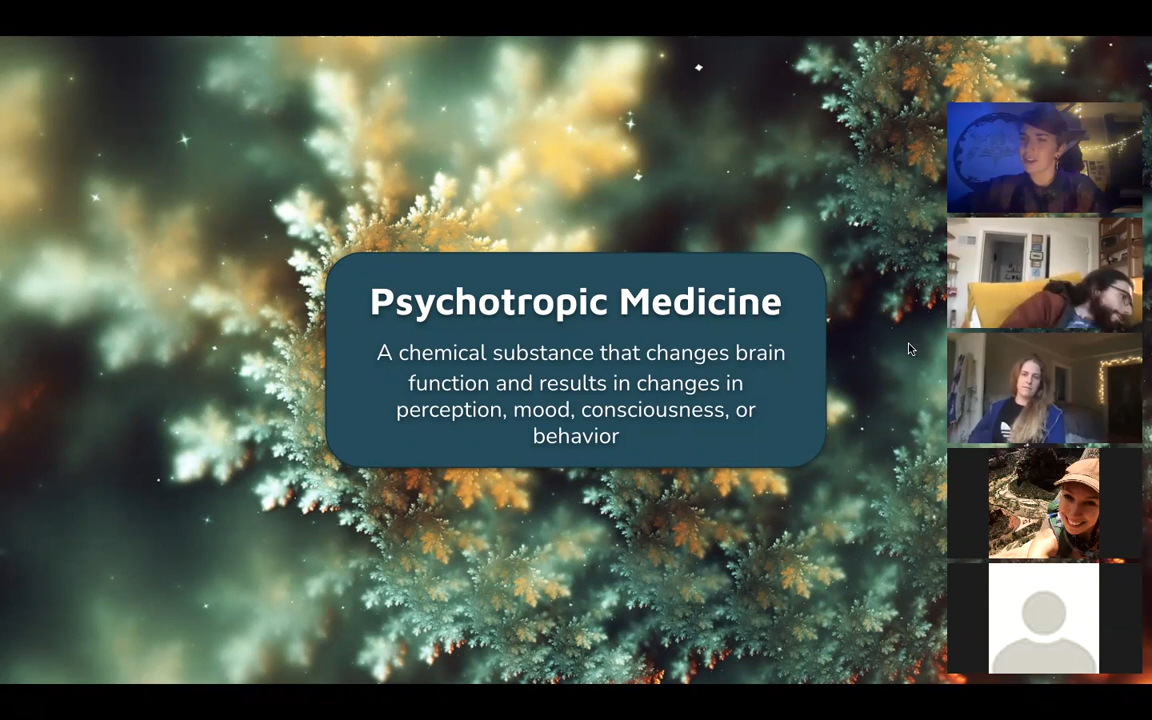 Psychotropic Medicine
A chemical substance that changes brain
function and results in changes in
perception, mood, consciousness, or
behavior